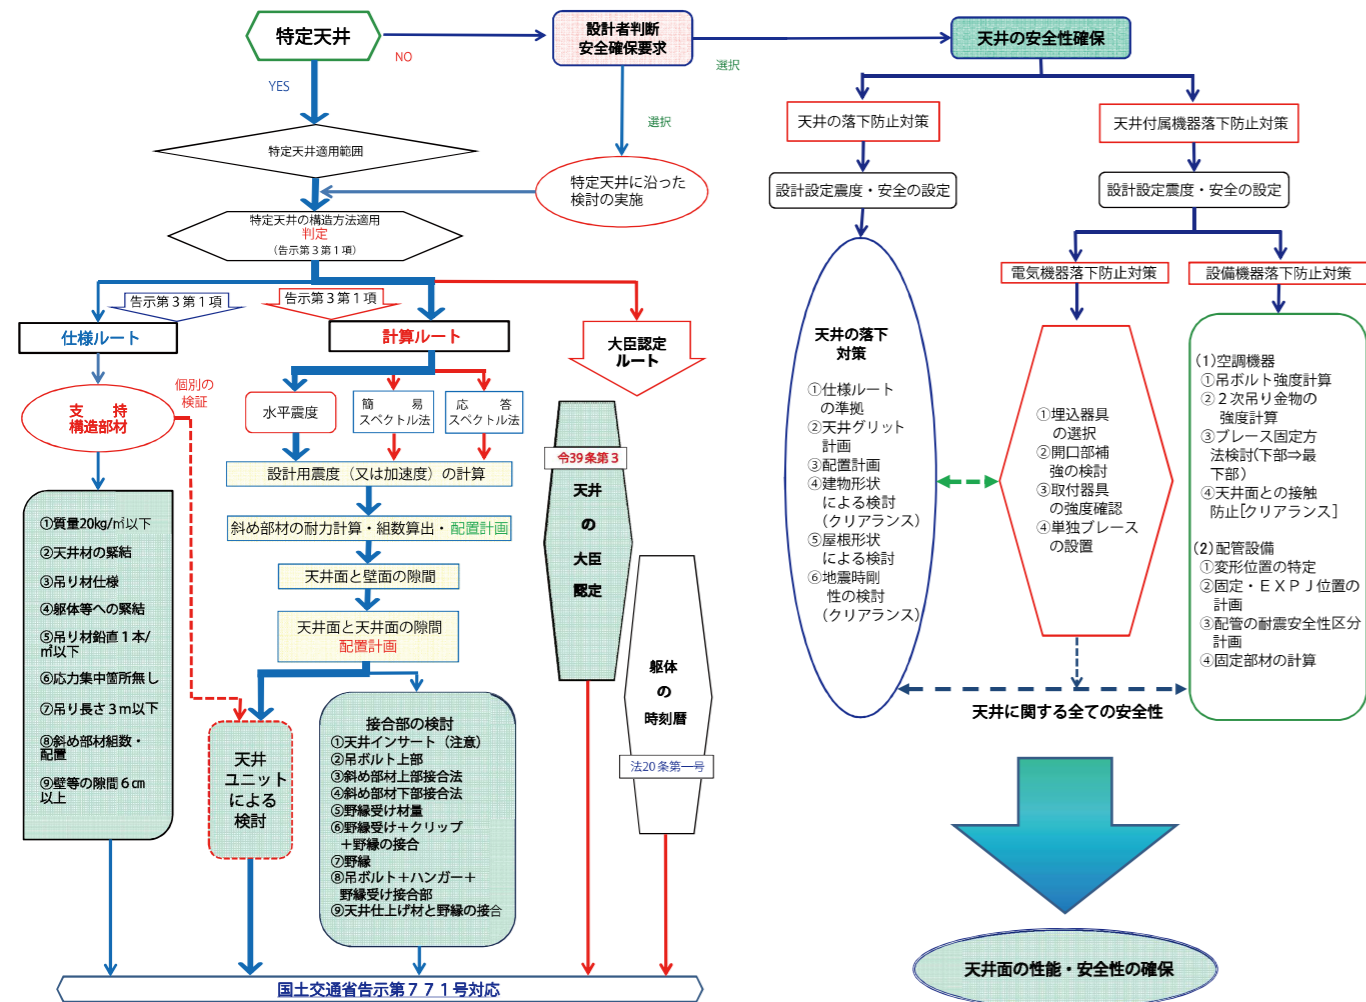 特定天井
NO
YES
設計者判断
安全確保要求
選択
選択
天井の安全性確保
特定天井適用範囲
特定天井に沿った
検討の実施
特定天井の構造方法適用
判定
(告示第3第1項)
告示第3第1項
告示第3第1項
仕様ルート
計算ルート
大臣認定
ルート
個別の
検証
支 持
構造部材
水平震度
簡 易
スペクトル法
応 答
スペクトル法
設計用震度(又は加速度)の計算
斜め部材の耐力計算・組数算出・配置計画
天井面と壁面の隙間
天井面と天井面の隙間
配置計画
①質量20kg/㎡以下
②天井材の緊結
③吊り材仕様
④躯体等への緊結
⑤吊り材鉛直1本/
㎡以下
⑥応力集中箇所無し
⑦吊り長さ3m以下
⑧斜め部材組数・
配置
⑨壁等の隙間6㎝
以上
天井
ユニット
による
検討
接合部の検討
①天井インサート(注意)
②吊ボルト上部
③斜め部材上部接合法
④斜め部材下部接合法
⑤野縁受け材量
⑥野縁受け+クリップ
+野縁の接合
⑦野縁
⑧吊ボルト+ハンガー+
野縁受け接合部
⑨天井仕上げ材と野縁の接合
令39条第3
天井
の
大臣
認定
躯体
の
時刻暦
法20条第一号
国土交通省告示第771号対応
天井の落下防止対策
設計設定震度・安全の設定
天井の落下
対策
①仕様ルート
の準拠
②天井グリット
計画
③配置計画
④建物形状
による検討
(クリアランス)
⑤屋根形状
による検討
⑥地震時剛
性の検討
(クリアランス)
天井付属機器落下防止対策
設計設定震度・安全の設定
電気機器落下防止対策
設備機器落下防止対策
①埋込器具
の選択
②開口部補
強の検討
③取付器具
の強度確認
④単独ブレース
の設置
(1)空調機器
①吊ボルト強度計算
②2次吊り金物の
強度計算
③ブレース固定方
法検討(下部⇒最
下部)
④天井面との接触
防止[クリアランス]
(2)配管設備
①変形位置の特定
②固定・EXPJ位置の
計画
③配管の耐震安全性区分
計画
④固定部材の計算
天井に関する全ての安全性
天井面の性能・安全性の確保